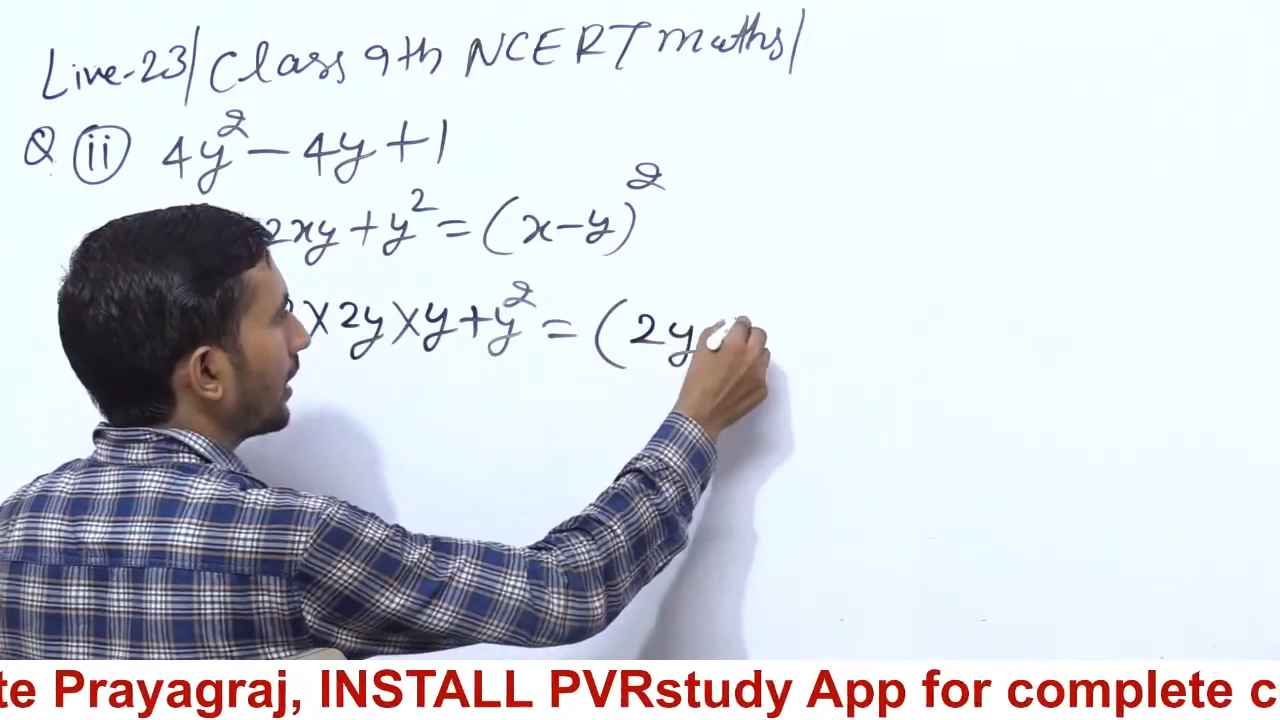 Live-23/Class 9th NCERT maths/
Q (ii) 4y² - 4y + 1
2xy + y² = (x - y)²
2 × 2y × y + y² = (2y
te Prayagraj, INSTALL PVRstudy App for complete c